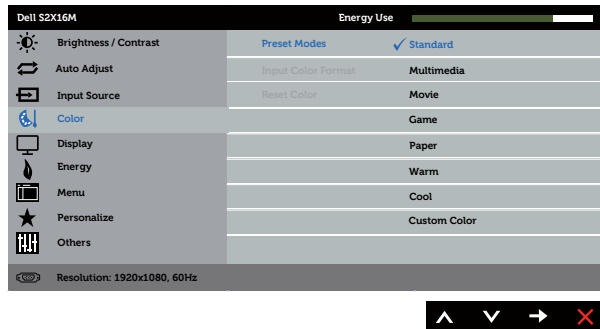 Dell S2X16M Energy Use
Brightness / Contrast Preset Modes Standard
Auto Adjust Input Color Format Multimedia
Input Source Reset Color Movie
Color Game
Display Paper
Energy Warm
Menu Cool
Personalize Custom Color
Others
Resolution: 1920x1080, 60Hz